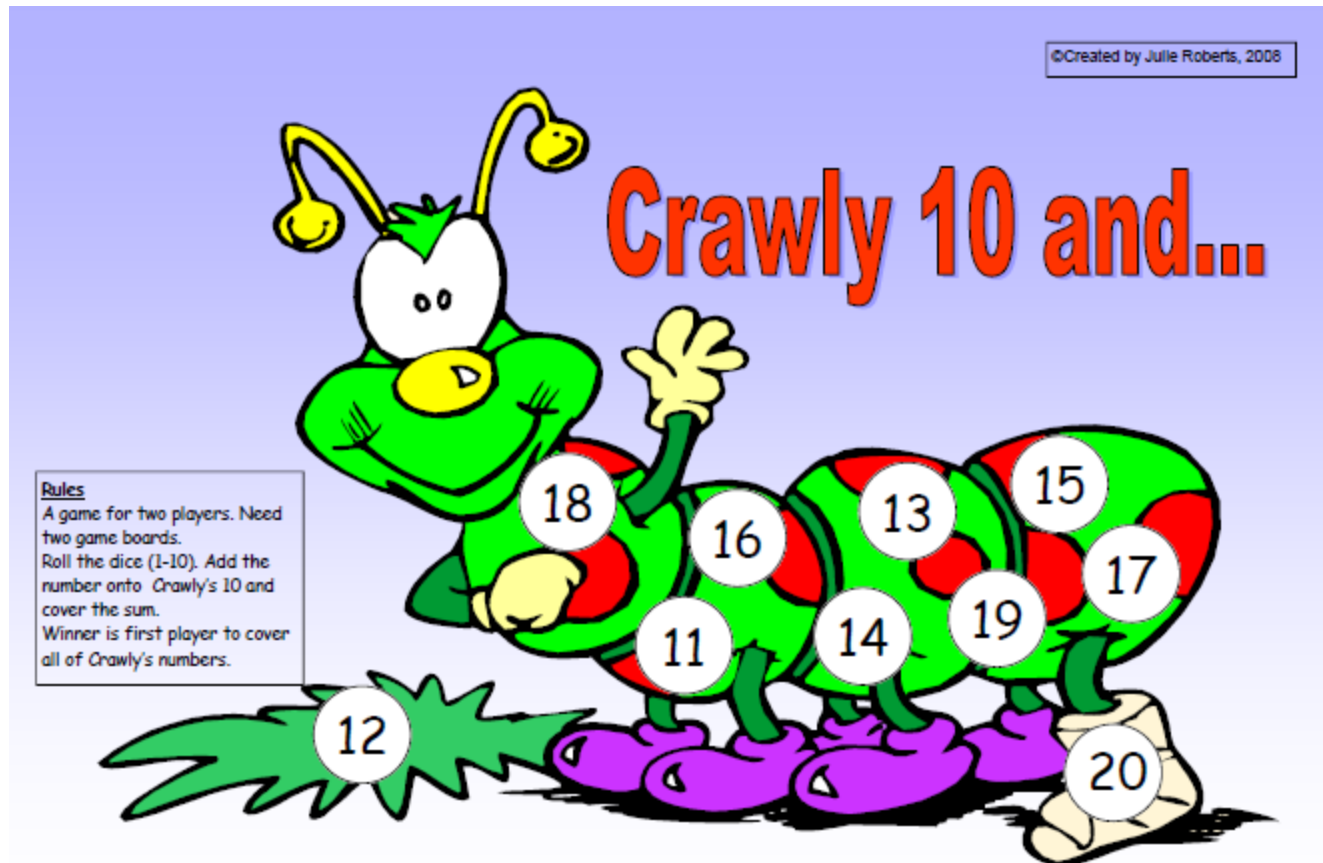 ©Created by Julie Roberts, 2008
Crawly 10 and...
Rules
A game for two players. Need
two game boards.
Roll the dice (1-10). Add the
number onto Crawly's 10 and
cover the sum.
Winner is first player to cover
all of Crawly's numbers.
18
16
13
15
17
11
14
19
12
20